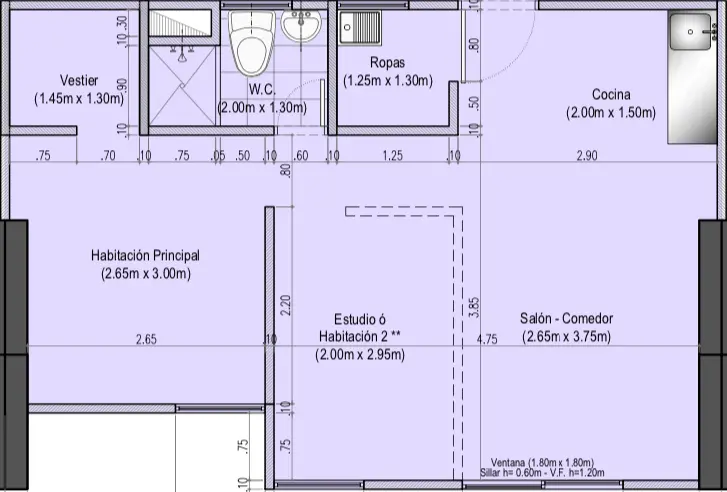 .10
.10
.30
.10
.90
.10
Vestier
(1.45m x 1.30m)
W.C.
(2.00m x 1.30m)
Ropas
(1.25m x 1.30m)
.80
.50
.10
Cocina
(2.00m x 1.50m)
.75
.70
.10
.75
.05
.50
.10
.60
.10
1.25
.10
2.90
.80
Habitación Principal
(2.65m x 3.00m)
2.20
3.85
Estudio ó
Habitación 2 **
(2.00m x 2.95m)
Salón - Comedor
(2.65m x 3.75m)
2.65
.10
4.75
.10
.75
.75
.10
Ventana (1.80m x 1.80m)
Sillar h= 0.60m - V.F. h=1.20m